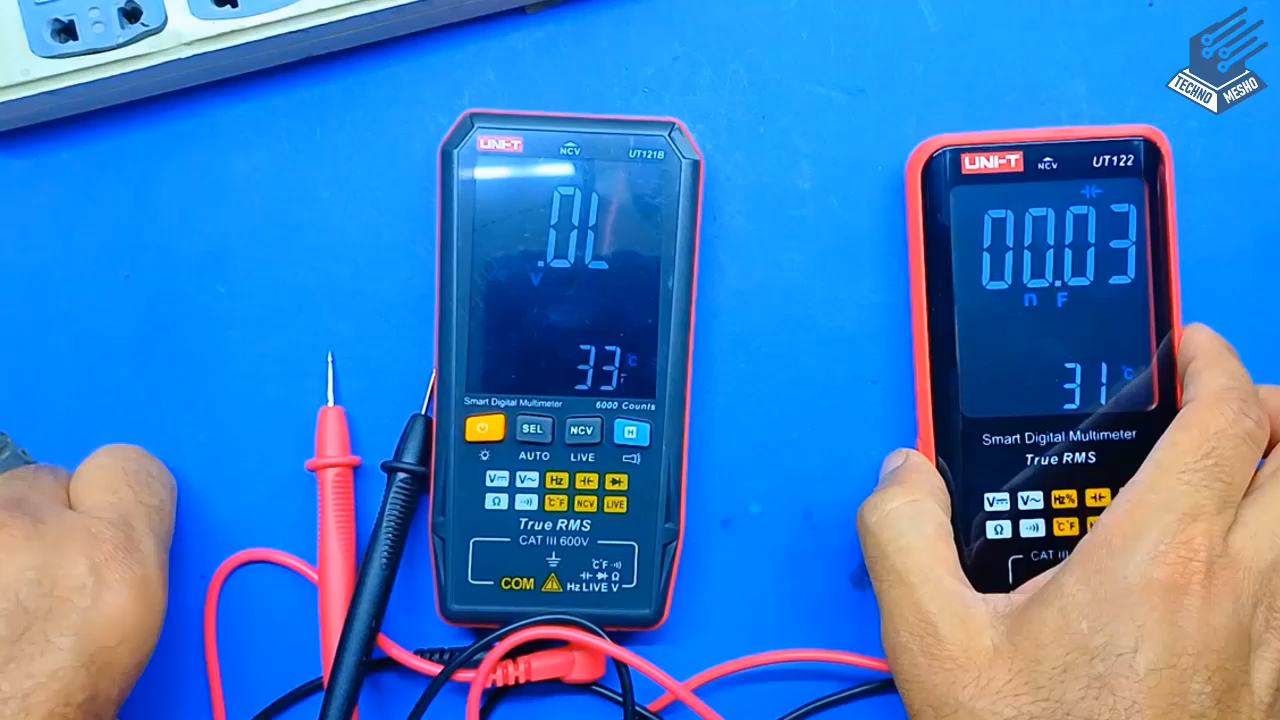 TECHNO MESHO
UNI-T NCV UT121B
.0L
V
33 °C
F
Smart Digital Multimeter 6000 Counts
SEL NCV H
AUTO LIVE
V V~ Hz
Ω °C°F NCV LIVE
True RMS
CAT III 600V
°C°F
COM Ω
Hz LIVE V
UNI-T NCV UT122
00.03
n F
31 °C
Smart Digital Multimeter
True RMS
V V~ Hz%
Ω °C°F
CAT III